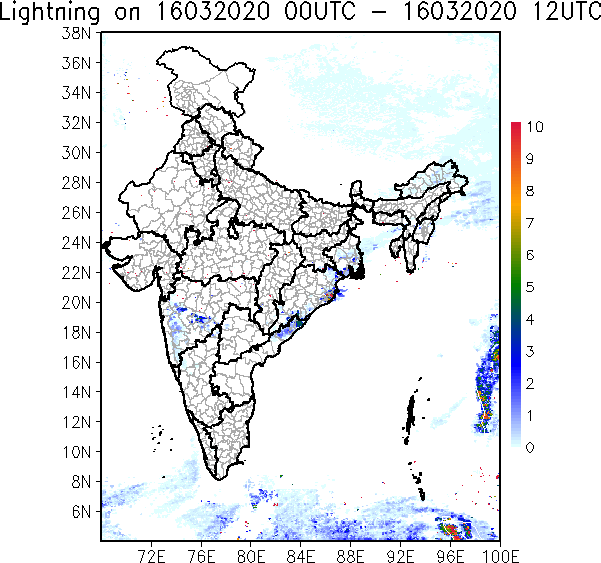 Lightning on 16032020 00UTC – 16032020 12UTC
38N
36N
34N
32N
30N
28N
26N
24N
22N
20N
18N
16N
14N
12N
10N
8N
6N
72E 76E 80E 84E 88E 92E 96E 100E
10
9
8
7
6
5
4
3
2
1
0